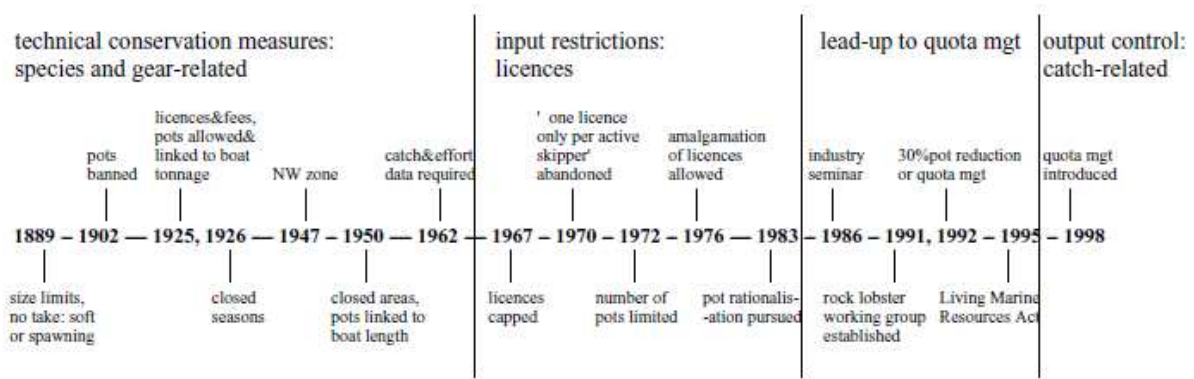 technical conservation measures:
species and gear-related
input restrictions:
licences
lead-up to quota mgt
output control:
catch-related
pots
banned
licences&fees,
pots allowed&
linked to boat
tonnage
NW zone
catch&effort
data required
' one licence
only per active
skipper'
abandoned
amalgamation
of licences
allowed
industry
seminar
30%pot reduction
or quota mgt
quota mgt
introduced
1889 – 1902 — 1925, 1926 — 1947 – 1950 — 1962 — 1967 – 1970 – 1972 – 1976 — 1983 – 1986 – 1991, 1992 – 1995 – 1998
size limits,
no take: soft
or spawning
closed
seasons
closed areas,
pots linked to
boat length
licences
capped
number of
pots limited
pot rationalis-
-ation pursued
rock lobster
working group
established
Living Marine
Resources Act